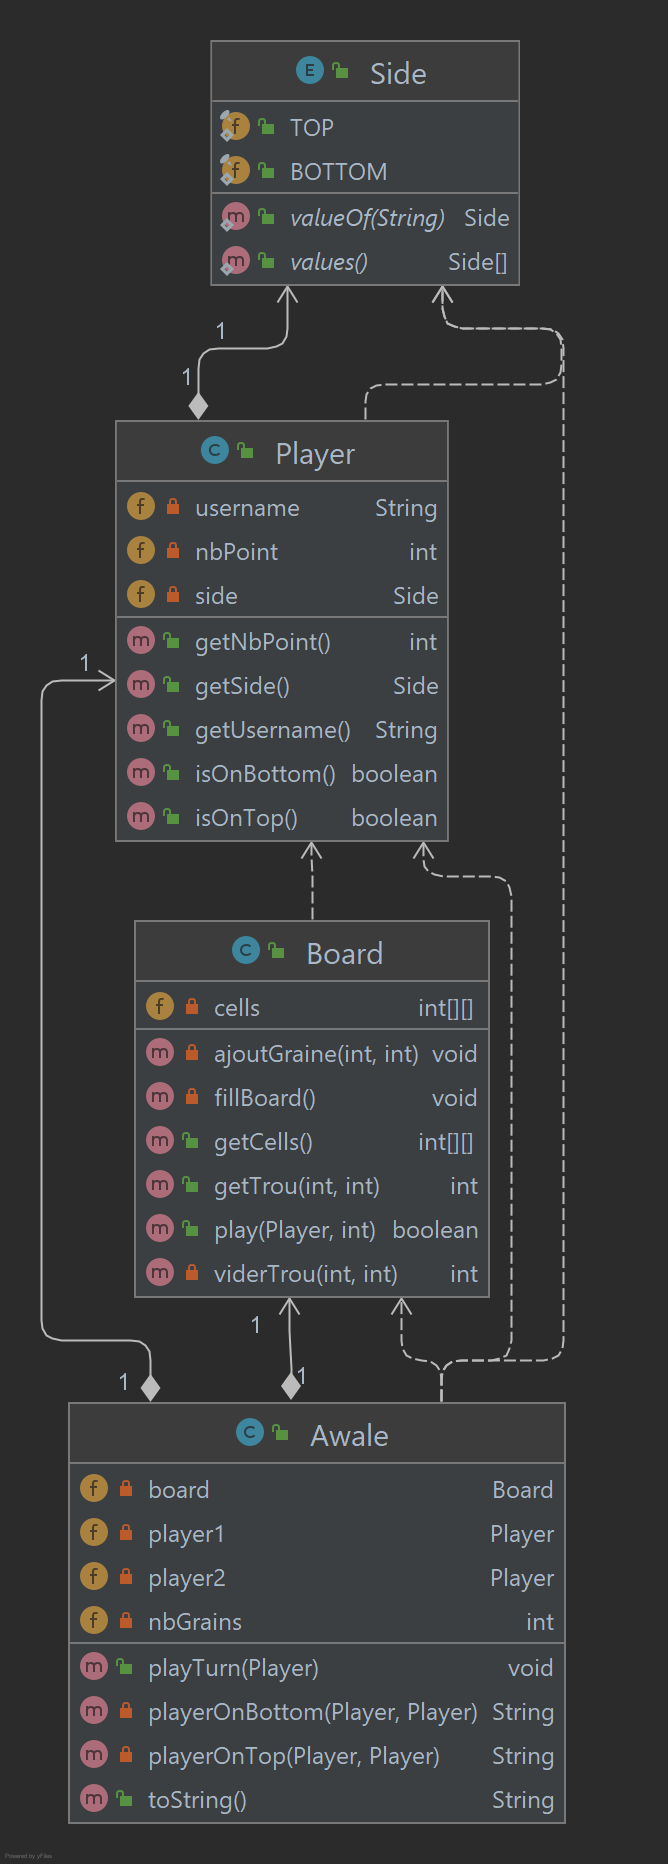 E Side
f TOP
f BOTTOM
m valueOf(String) Side
m values() Side[]
1
1
C Player
f username String
f nbPoint int
f side Side
m getNbPoint() int
1
m getSide() Side
m getUsername() String
m isOnBottom() boolean
m isOnTop() boolean
C Board
f cells int[][]
m ajoutGraine(int, int) void
m fillBoard() void
m getCells() int[][]
m getTrou(int, int) int
m play(Player, int) boolean
m viderTrou(int, int) int
1
1 1
C Awale
f board Board
f player1 Player
f player2 Player
f nbGrains int
m playTurn(Player) void
m playerOnBottom(Player, Player) String
m playerOnTop(Player, Player) String
m toString() String
Powered by yFiles